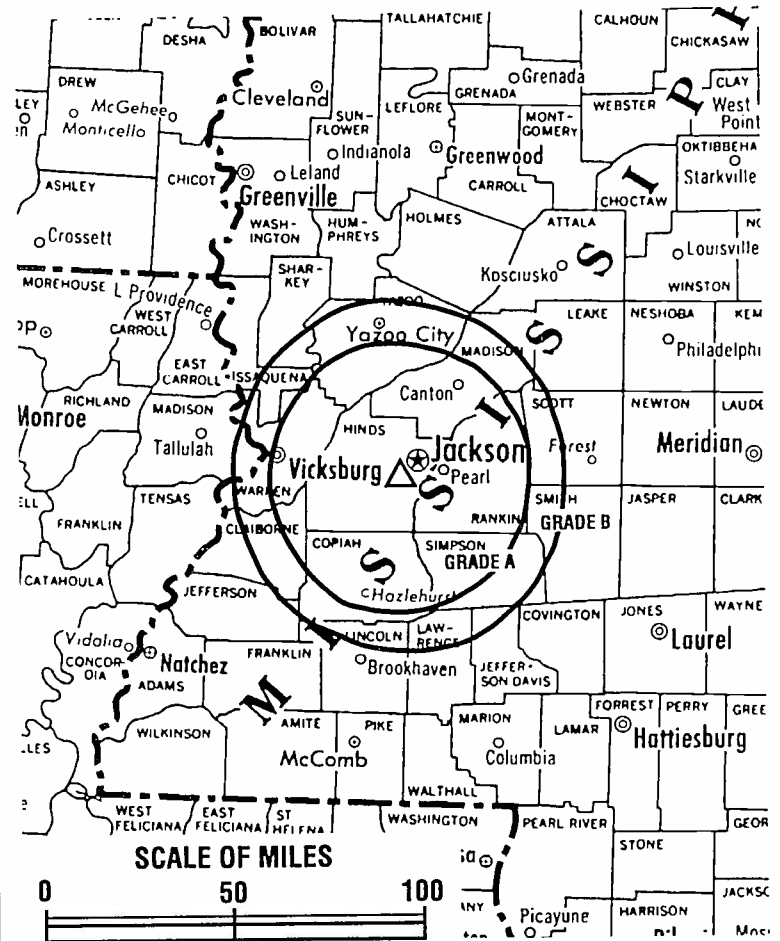 DESHA
BOLIVAR
TALLAHATCHIE
CALHOUN
CHICKASAW
DREW
McGehee
Monticello
Cleveland
SUN-
FLOWER
LEFLORE
Grenada
GRENADA
WEBSTER
CLAY
West
Point
MONT-
GOMERY
OKTIBBEHA
Starkville
Indianola
Greenwood
CARROLL
CHOCTAW
ASHLEY
CHICOT
Leland
Greenville
Crossett
WASH-
INGTON
HUM-
PHREYS
HOLMES
ATTALA
Kosciusko
Louisville
WINSTON
SHAR-
KEY
MOREHOUSE
L Providence
WEST
CARROLL
YAZOO
Yazoo City
LEAKE
NESHOBA
KEM
Philadelphi
MADISON
EAST
CARROLL
ISSAQUENA
Canton
RICHLAND
Monroe
MADISON
Tallulah
HINDS
SCOTT
NEWTON
LAUDE
Forest
Meridian
Vicksburg
Jackson
Pearl
WARREN
TENSAS
FRANKLIN
CLAIBORNE
RANKIN
SMITH
JASPER
CLARK
GRADE B
COPIAH
SIMPSON
GRADE A
CATAHOULA
JEFFERSON
Hazlehurst
COVINGTON
JONES
WAYNE
Laurel
Vidalia
CONCOR-
DIA
Natchez
ADAMS
FRANKLIN
LINCOLN
LAW-
RENCE
Brookhaven
JEFFER-
SON DAVIS
WILKINSON
AMITE
PIKE
McComb
MARION
Columbia
LAMAR
FORREST
PERRY
GREE
Hattiesburg
WALTHALL
WEST
FELICIANA
EAST
FELICIANA
ST
HELENA
WASHINGTON
PEARL RIVER
GEOR
STONE
JACKSO
HARRISON
Picayune
M I S S I S S I P P I
SCALE OF MILES
0 50 100